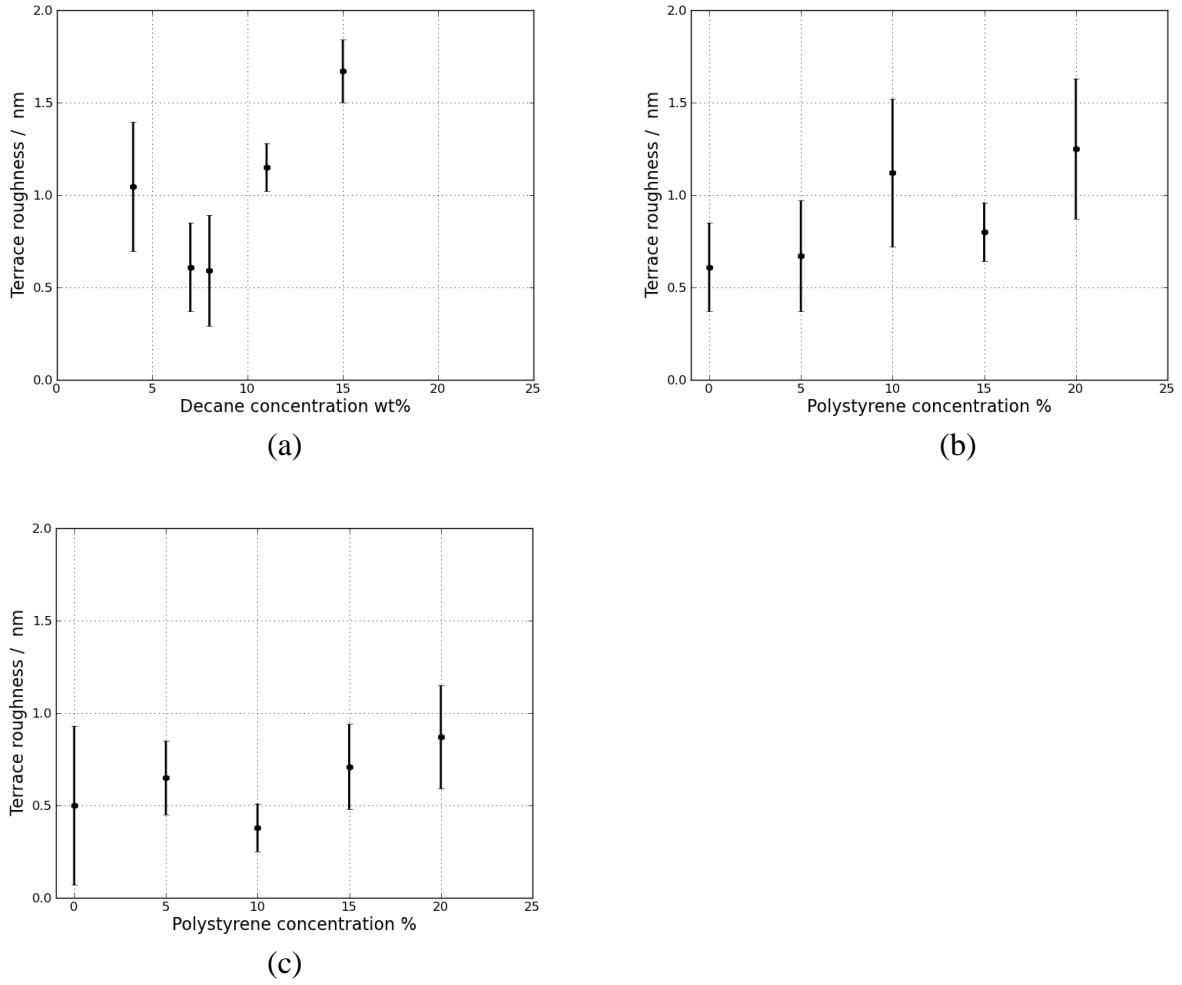 2.0
1.5
1.0
0.5
0.0
0 5 10 15 20 25
Terrace roughness / nm
Decane concentration wt%
(a)
2.0
1.5
1.0
0.5
0.0
0 5 10 15 20 25
Terrace roughness / nm
Polystyrene concentration %
(b)
2.0
1.5
1.0
0.5
0.0
0 5 10 15 20 25
Terrace roughness / nm
Polystyrene concentration %
(c)